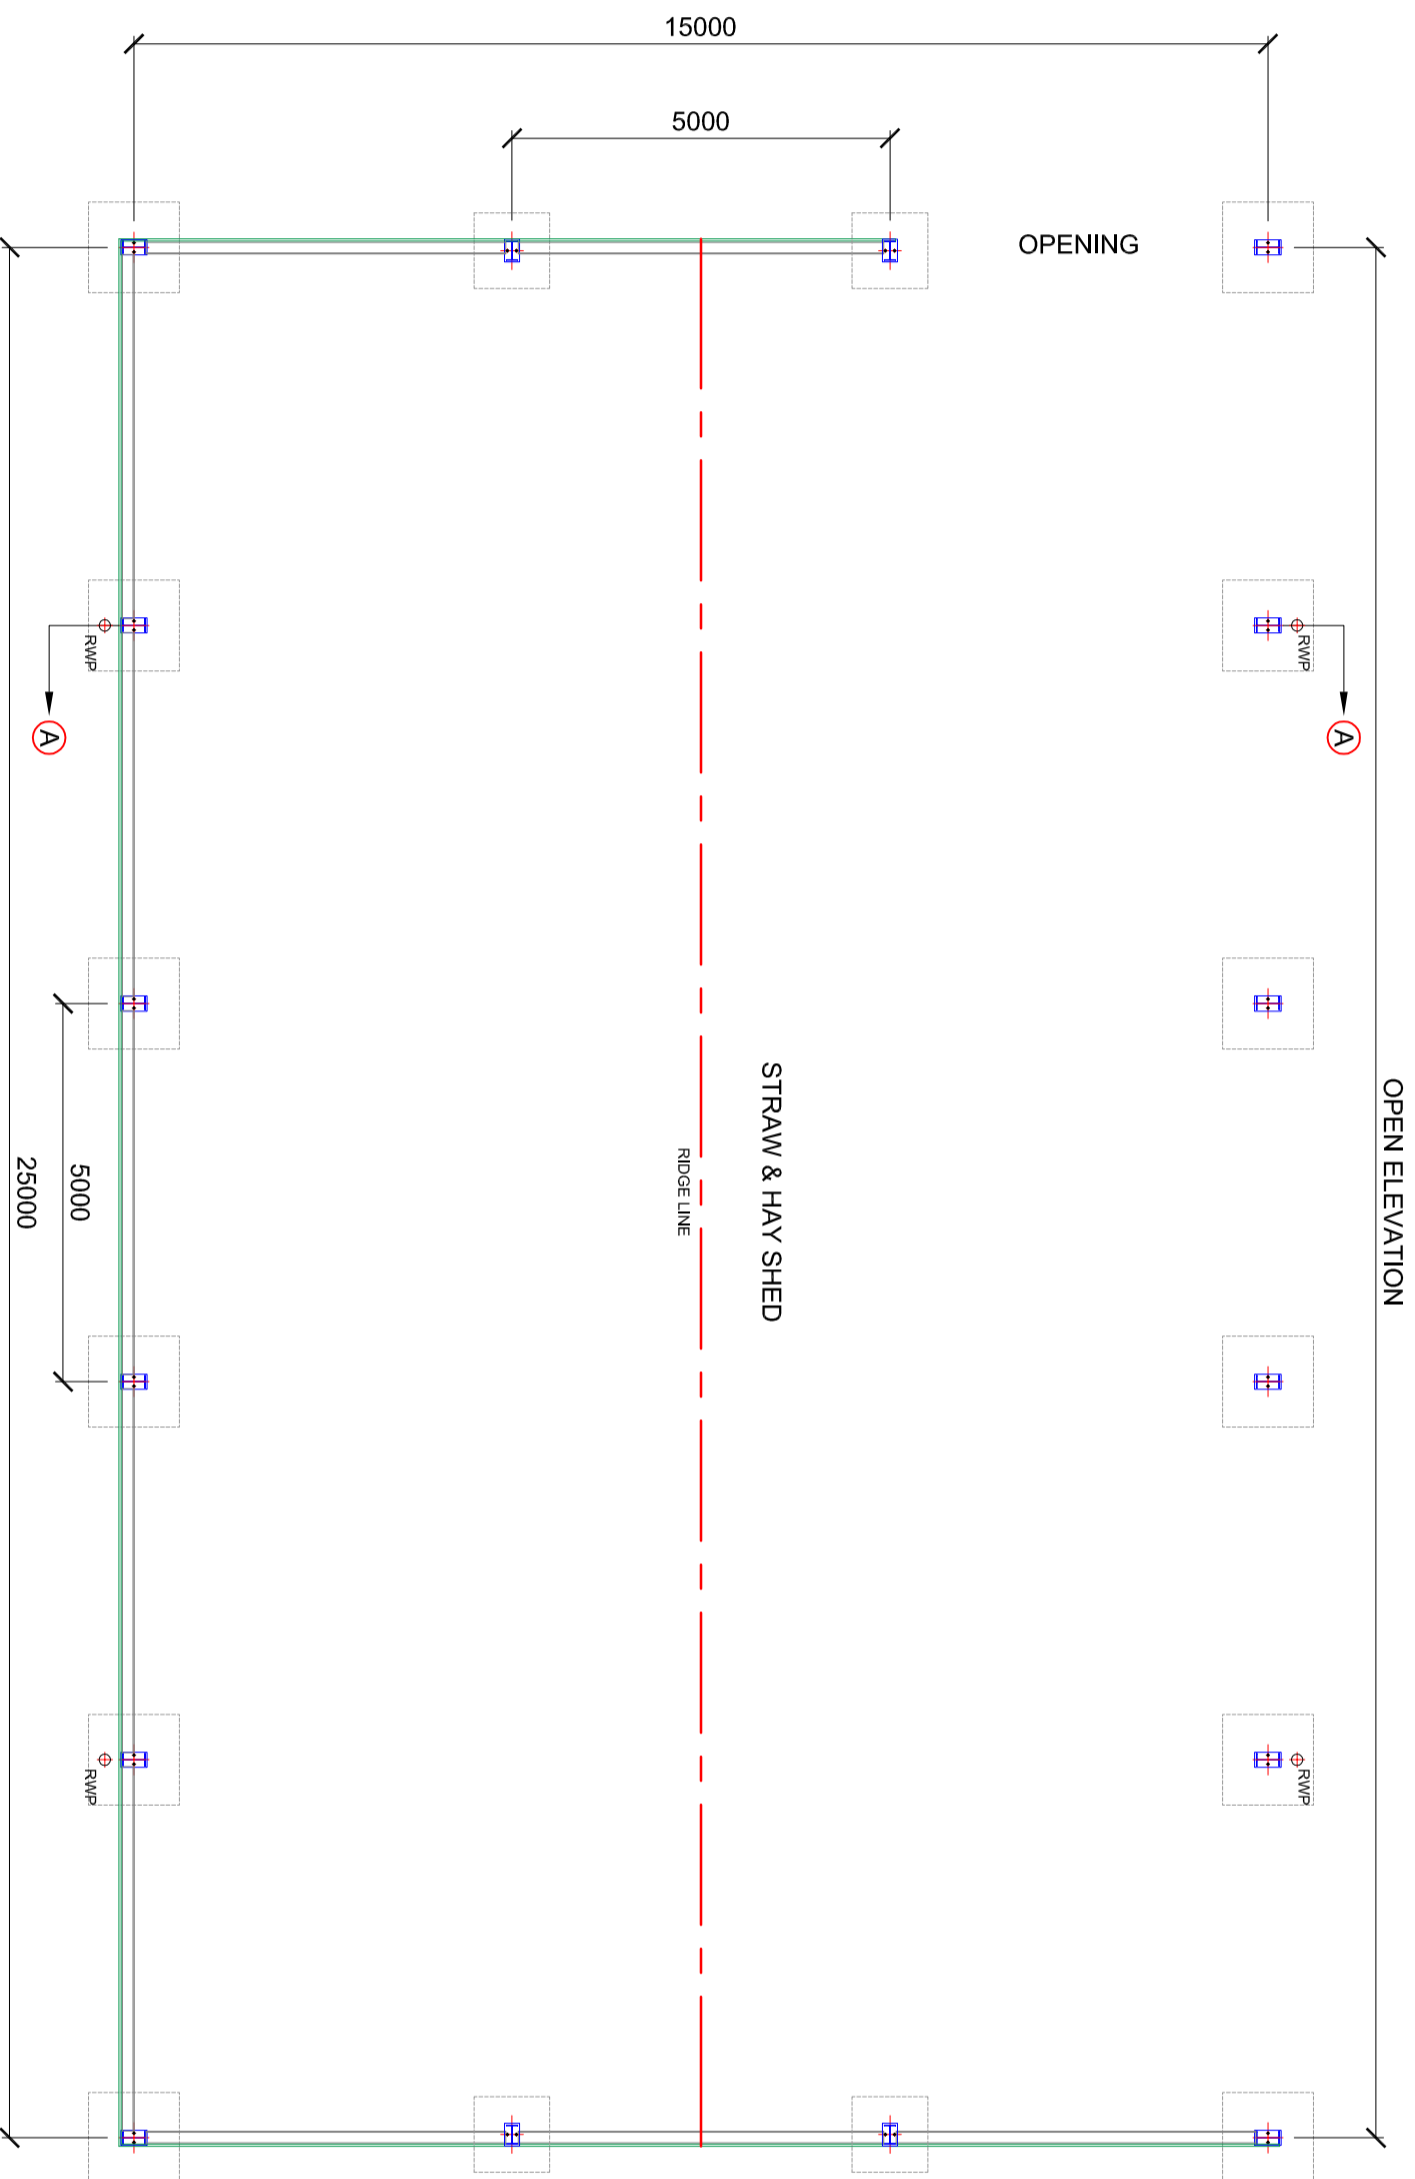 15000
5000
OPENING
RWP
RWP
A
A
OPEN ELEVATION
STRAW & HAY SHED
RIDGE LINE
5000
25000
RWP
RWP